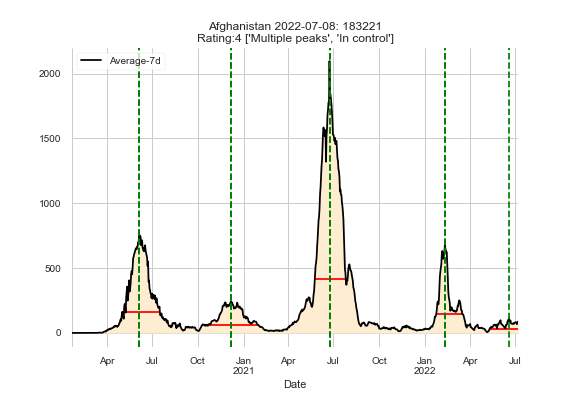 Afghanistan 2022-07-08: 183221
Rating:4 ['Multiple peaks', 'In control']
Average-7d
2000
1500
1000
500
0
Apr Jul Oct Jan Apr Jul Oct Jan Apr Jul
2021 2022
Date